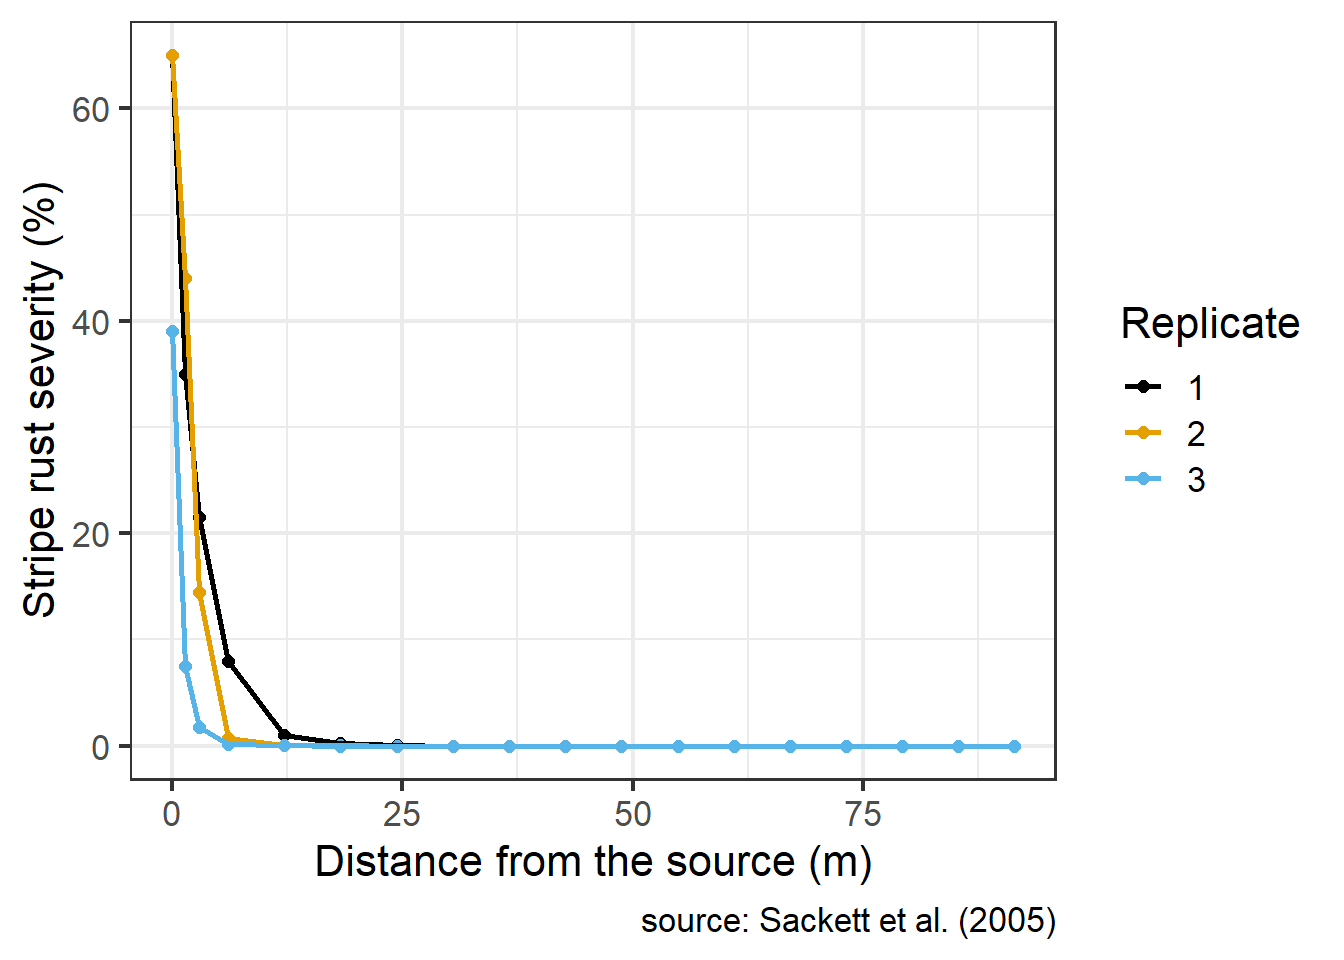 60
40
20
0
0 25 50 75
Stripe rust severity (%)
Distance from the source (m)
source: Sackett et al. (2005)
Replicate
1
2
3